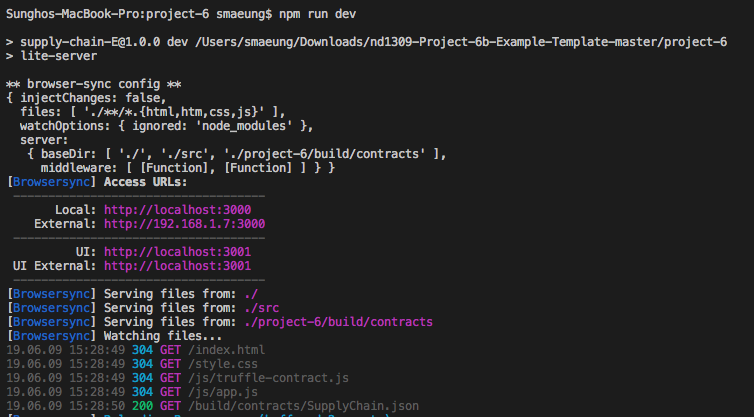 Sunghos-MacBook-Pro:project-6 smaeung$ npm run dev
> supply-chain-E@1.0.0 dev /Users/smaeung/Downloads/nd1309-Project-6b-Example-Template-master/project-6
> lite-server
** browser-sync config **
{ injectChanges: false,
  files: [ './**/*.{html,htm,css,js}' ],
  watchOptions: { ignored: 'node_modules' },
  server:
   { baseDir: [ './', './src', './project-6/build/contracts' ],
     middleware: [ [Function], [Function] ] } }
[Browsersync] Access URLs:
 --------------------------------------
       Local: http://localhost:3000
    External: http://192.168.1.7:3000
 --------------------------------------
          UI: http://localhost:3001
 UI External: http://localhost:3001
 --------------------------------------
[Browsersync] Serving files from: ./
[Browsersync] Serving files from: ./src
[Browsersync] Serving files from: ./project-6/build/contracts
[Browsersync] Watching files...
19.06.09 15:28:49 304 GET /index.html
19.06.09 15:28:49 304 GET /style.css
19.06.09 15:28:49 304 GET /js/truffle-contract.js
19.06.09 15:28:49 304 GET /js/app.js
19.06.09 15:28:50 200 GET /build/contracts/SupplyChain.json